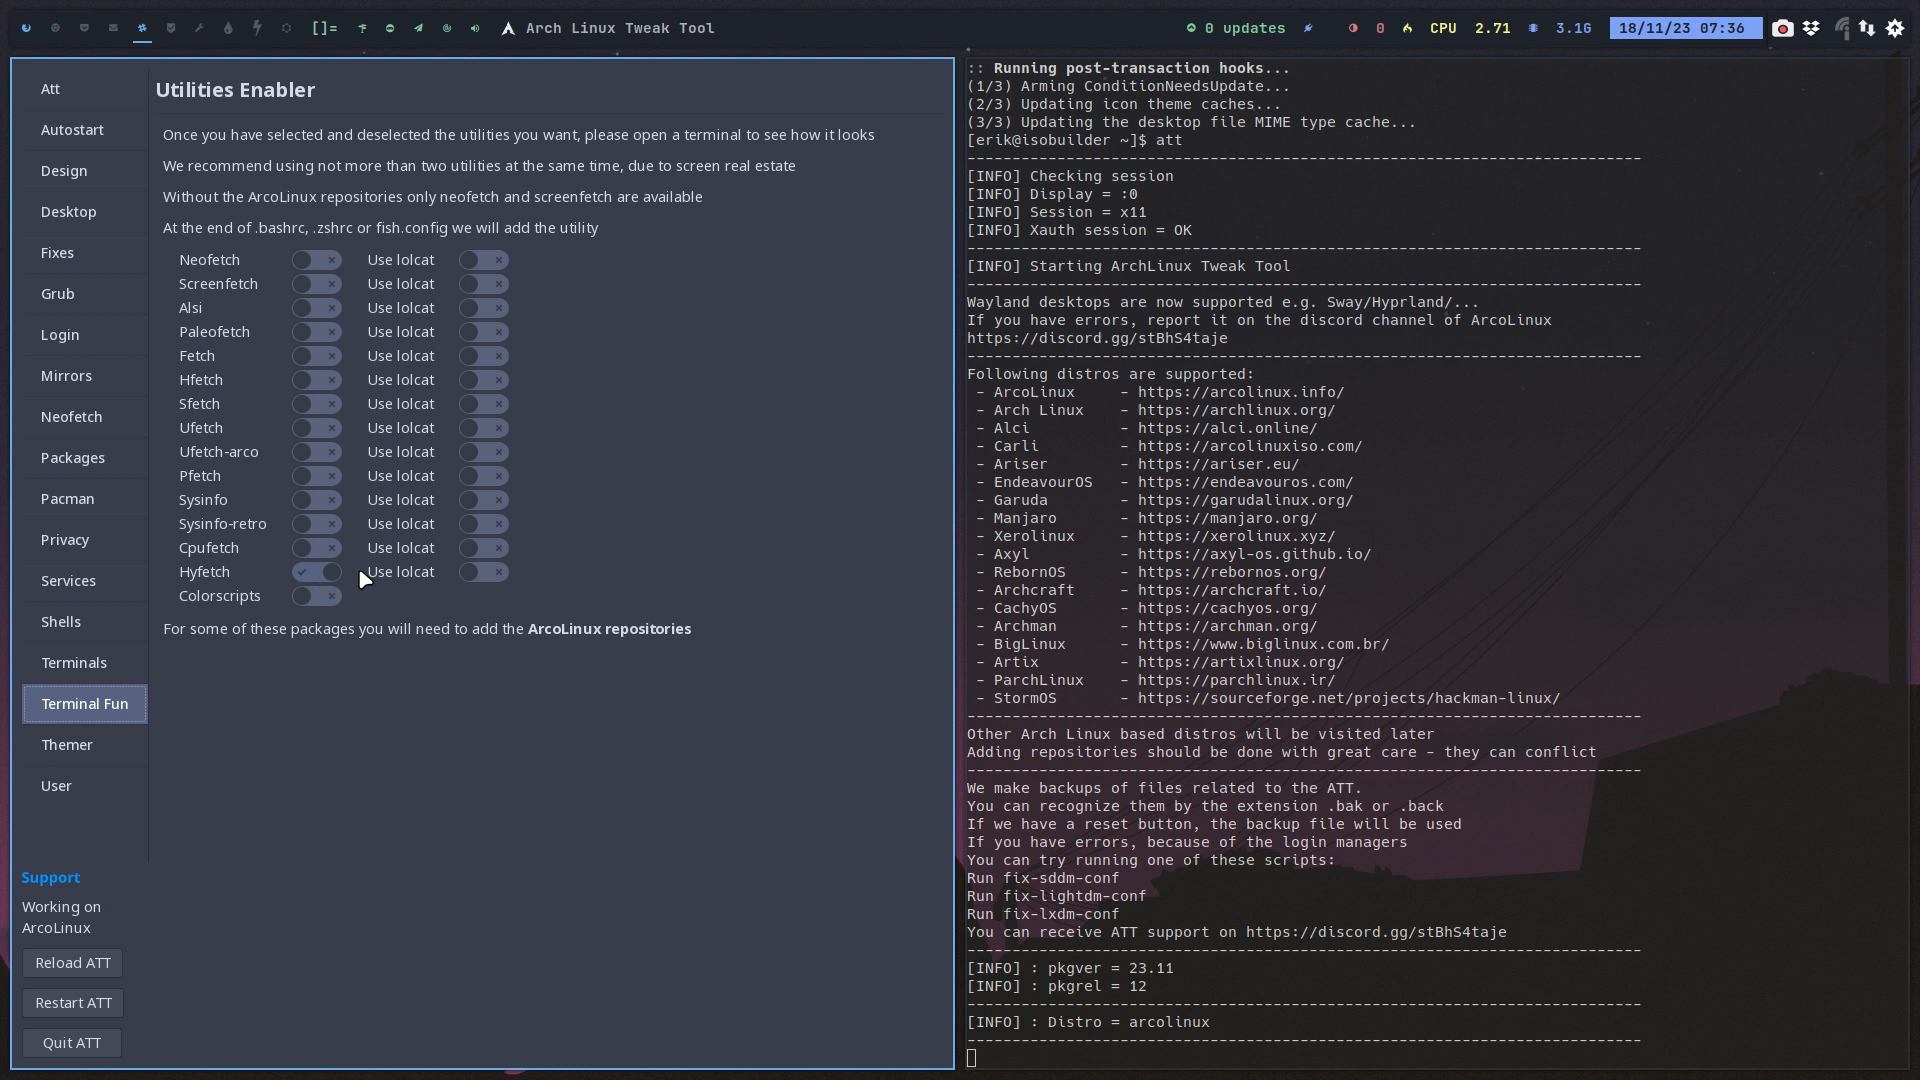 []= Arch Linux Tweak Tool 0 updates 0 CPU 2.71 3.1G 18/11/23 07:36
Att
Autostart
Design
Desktop
Fixes
Grub
Login
Mirrors
Neofetch
Packages
Pacman
Privacy
Services
Shells
Terminals
Terminal Fun
Themer
User
Support
Working on
ArcoLinux
Reload ATT
Restart ATT
Quit ATT
Utilities Enabler
Once you have selected and deselected the utilities you want, please open a terminal to see how it looks
We recommend using not more than two utilities at the same time, due to screen real estate
Without the ArcoLinux repositories only neofetch and screenfetch are available
At the end of .bashrc, .zshrc or fish.config we will add the utility
Neofetch Use lolcat
Screenfetch Use lolcat
Alsi Use lolcat
Paleofetch Use lolcat
Fetch Use lolcat
Hfetch Use lolcat
Sfetch Use lolcat
Ufetch Use lolcat
Ufetch-arco Use lolcat
Pfetch Use lolcat
Sysinfo Use lolcat
Sysinfo-retro Use lolcat
Cpufetch Use lolcat
Hyfetch Use lolcat
Colorscripts
For some of these packages you will need to add the ArcoLinux repositories
:: Running post-transaction hooks...
(1/3) Arming ConditionNeedsUpdate...
(2/3) Updating icon theme caches...
(3/3) Updating the desktop file MIME type cache...
[erik@isobuilder ~]$ att
---------------------------------------------------------------------------
[INFO] Checking session
[INFO] Display = :0
[INFO] Session = x11
[INFO] Xauth session = OK
---------------------------------------------------------------------------
[INFO] Starting ArchLinux Tweak Tool
---------------------------------------------------------------------------
Wayland desktops are now supported e.g. Sway/Hyprland/...
If you have errors, report it on the discord channel of ArcoLinux
https://discord.gg/stBhS4taje
---------------------------------------------------------------------------
Following distros are supported:
- ArcoLinux - https://arcolinux.info/
- Arch Linux - https://archlinux.org/
- Alci - https://alci.online/
- Carli - https://arcolinuxiso.com/
- Ariser - https://ariser.eu/
- EndeavourOS - https://endeavouros.com/
- Garuda - https://garudalinux.org/
- Manjaro - https://manjaro.org/
- Xerolinux - https://xerolinux.xyz/
- Axyl - https://axyl-os.github.io/
- RebornOS - https://rebornos.org/
- Archcraft - https://archcraft.io/
- CachyOS - https://cachyos.org/
- Archman - https://archman.org/
- BigLinux - https://www.biglinux.com.br/
- Artix - https://artixlinux.org/
- ParchLinux - https://parchlinux.ir/
- StormOS - https://sourceforge.net/projects/hackman-linux/
---------------------------------------------------------------------------
Other Arch Linux based distros will be visited later
Adding repositories should be done with great care - they can conflict
---------------------------------------------------------------------------
We make backups of files related to the ATT.
You can recognize them by the extension .bak or .back
If we have a reset button, the backup file will be used
If you have errors, because of the login managers
You can try running one of these scripts:
Run fix-sddm-conf
Run fix-lightdm-conf
Run fix-lxdm-conf
You can receive ATT support on https://discord.gg/stBhS4taje
---------------------------------------------------------------------------
[INFO] : pkgver = 23.11
[INFO] : pkgrel = 12
---------------------------------------------------------------------------
[INFO] : Distro = arcolinux
---------------------------------------------------------------------------